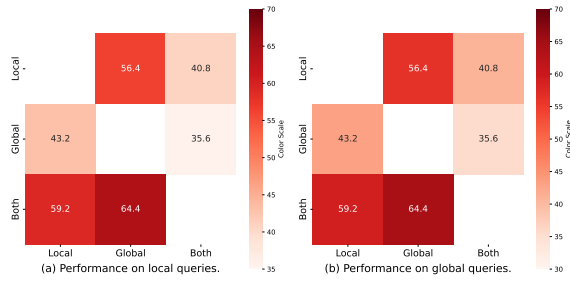 Local
Global
Both
56.4
40.8
43.2
35.6
59.2
64.4
Local
Global
Both
70
65
60
55
50
45
40
35
Color Scale
(a) Performance on local queries.
Local
Global
Both
56.4
40.8
43.2
35.6
59.2
64.4
Local
Global
Both
70
65
60
55
50
45
40
35
30
Color Scale
(b) Performance on global queries.